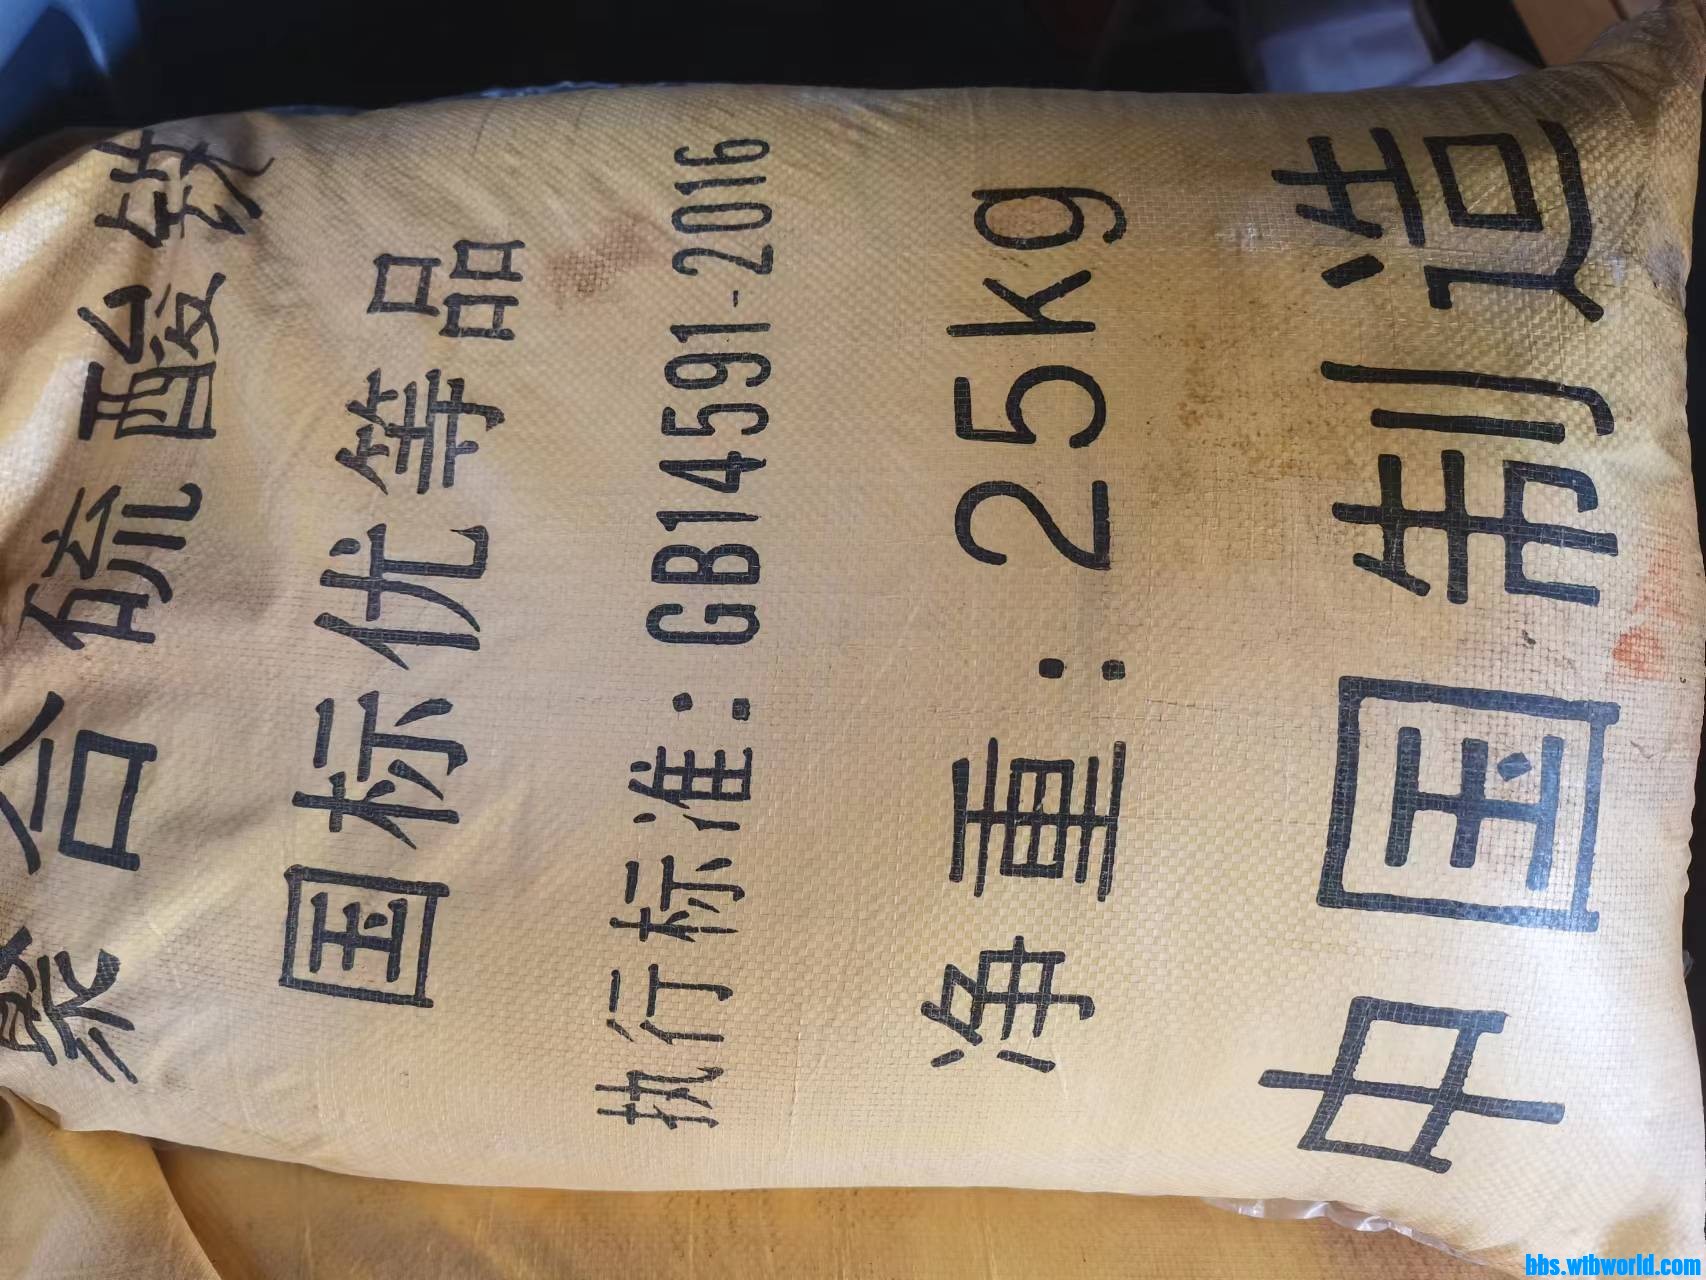 聚合硫酸铁
国标优等品
执行标准：GB14591-2016
净重：25kg
中国制造
bbs.wtbworld.com